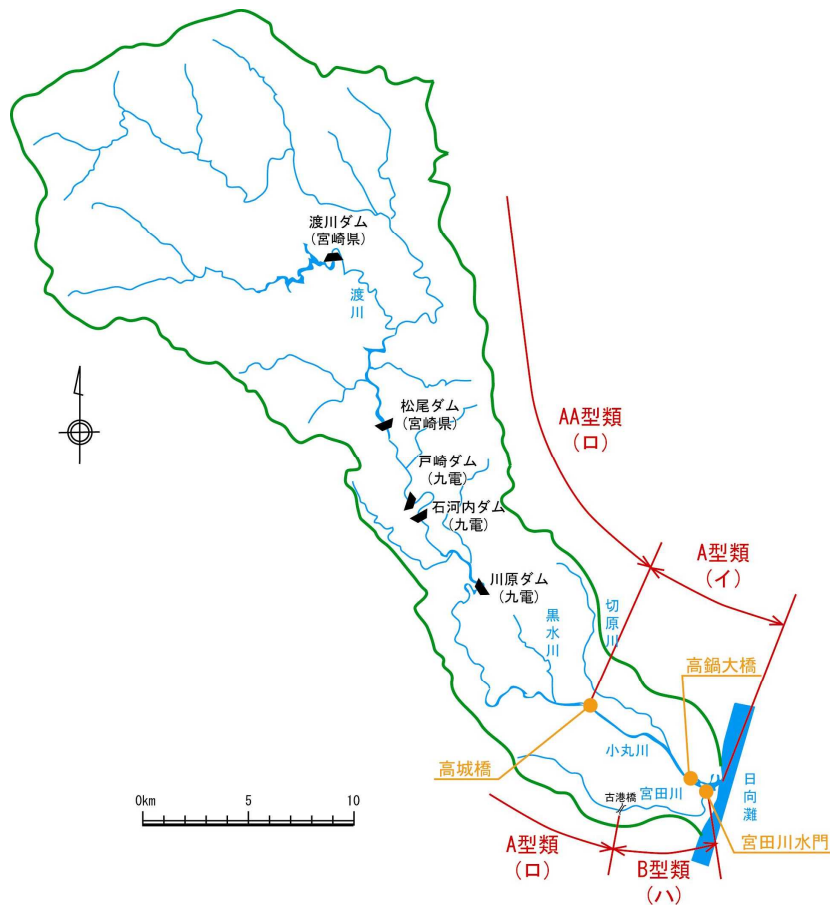 渡川ダム
(宮崎県)
渡川
松尾ダム
(宮崎県)
戸崎ダム
(九電)
石河内ダム
(九電)
川原ダム
(九電)
AA型類
(ロ)
A型類
(イ)
切原川
黒水川
高鍋大橋
小丸川
高城橋
宮田川
古港橋
日向灘
宮田川水門
0km
5
10
A型類
(ロ)
B型類
(ハ)